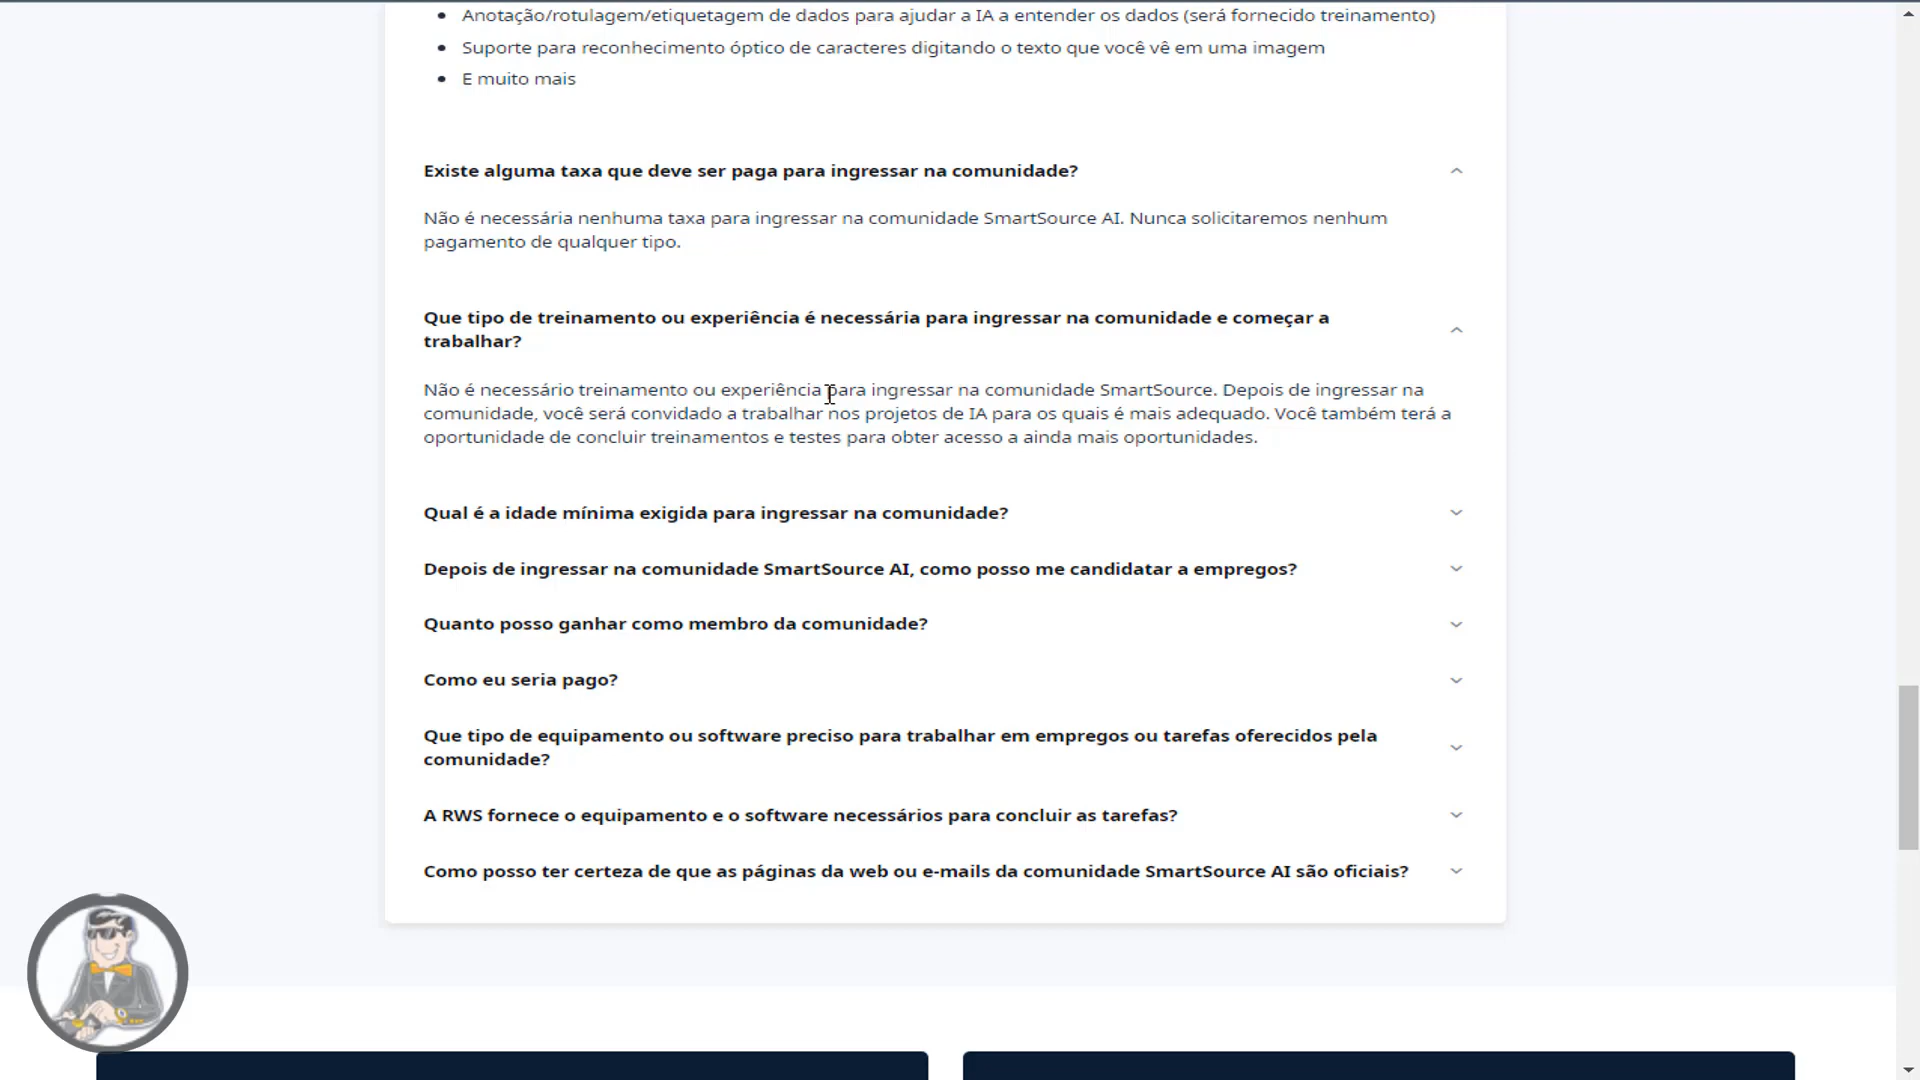 Anotação/rotulagem/etiquetagem de dados para ajudar a IA a entender os dados (será fornecido treinamento)
Suporte para reconhecimento óptico de caracteres digitando o texto que você vê em uma imagem
E muito mais
Existe alguma taxa que deve ser paga para ingressar na comunidade?
Não é necessária nenhuma taxa para ingressar na comunidade SmartSource AI. Nunca solicitaremos nenhum
pagamento de qualquer tipo.
Que tipo de treinamento ou experiência é necessária para ingressar na comunidade e começar a
trabalhar?
Não é necessário treinamento ou experiência para ingressar na comunidade SmartSource. Depois de ingressar na
comunidade, você será convidado a trabalhar nos projetos de IA para os quais é mais adequado. Você também terá a
oportunidade de concluir treinamentos e testes para obter acesso a ainda mais oportunidades.
Qual é a idade mínima exigida para ingressar na comunidade?
Depois de ingressar na comunidade SmartSource AI, como posso me candidatar a empregos?
Quanto posso ganhar como membro da comunidade?
Como eu seria pago?
Que tipo de equipamento ou software preciso para trabalhar em empregos ou tarefas oferecidos pela
comunidade?
A RWS fornece o equipamento e o software necessários para concluir as tarefas?
Como posso ter certeza de que as páginas da web ou e-mails da comunidade SmartSource AI são oficiais?